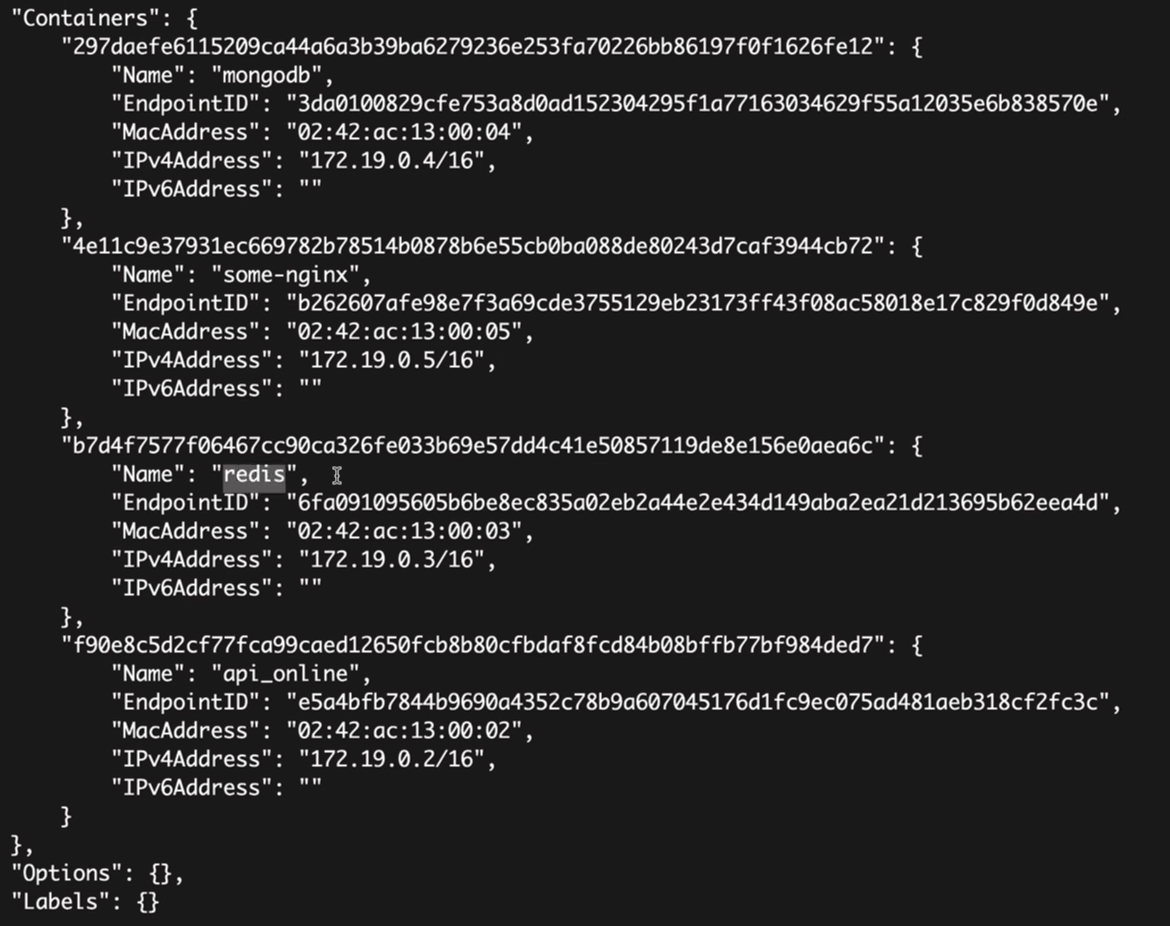 "Containers": {
"297daefe6115209ca44a6a3b39ba6279236e253fa70226bb86197f0f1626fe12": {
"Name": "mongodb",
"EndpointID": "3da0100829cfe753a8d0ad152304295f1a77163034629f55a12035e6b838570e",
"MacAddress": "02:42:ac:13:00:04",
"IPv4Address": "172.19.0.4/16",
"IPv6Address": ""
},
"4e11c9e37931ec669782b78514b0878b6e55cb0ba088de80243d7caf3944cb72": {
"Name": "some-nginx",
"EndpointID": "b262607afe98e7f3a69cde3755129eb23173ff43f08ac58018e17c829f0d849e",
"MacAddress": "02:42:ac:13:00:05",
"IPv4Address": "172.19.0.5/16",
"IPv6Address": ""
},
"b7d4f7577f06467cc90ca326fe033b69e57dd4c41e50857119de8e156e0aea6c": {
"Name": "redis",
"EndpointID": "6fa091095605b6be8ec835a02eb2a44e2e434d149aba2ea21d213695b62eea4d",
"MacAddress": "02:42:ac:13:00:03",
"IPv4Address": "172.19.0.3/16",
"IPv6Address": ""
},
"f90e8c5d2cf77fca99caed12650fcb8b80cfbdaf8fcd84b08bffb77bf984ded7": {
"Name": "api_online",
"EndpointID": "e5a4bfb7844b9690a4352c78b9a607045176d1fc9ec075ad481aeb318cf2fc3c",
"MacAddress": "02:42:ac:13:00:02",
"IPv4Address": "172.19.0.2/16",
"IPv6Address": ""
}
},
"Options": {},
"Labels": {}